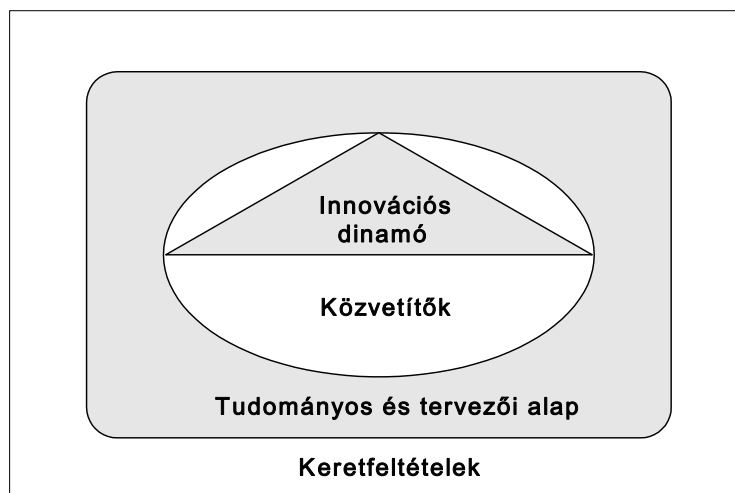 Innovációs
dinamó
Közvetítők
Tudományos és tervezői alap
Keretfeltételek